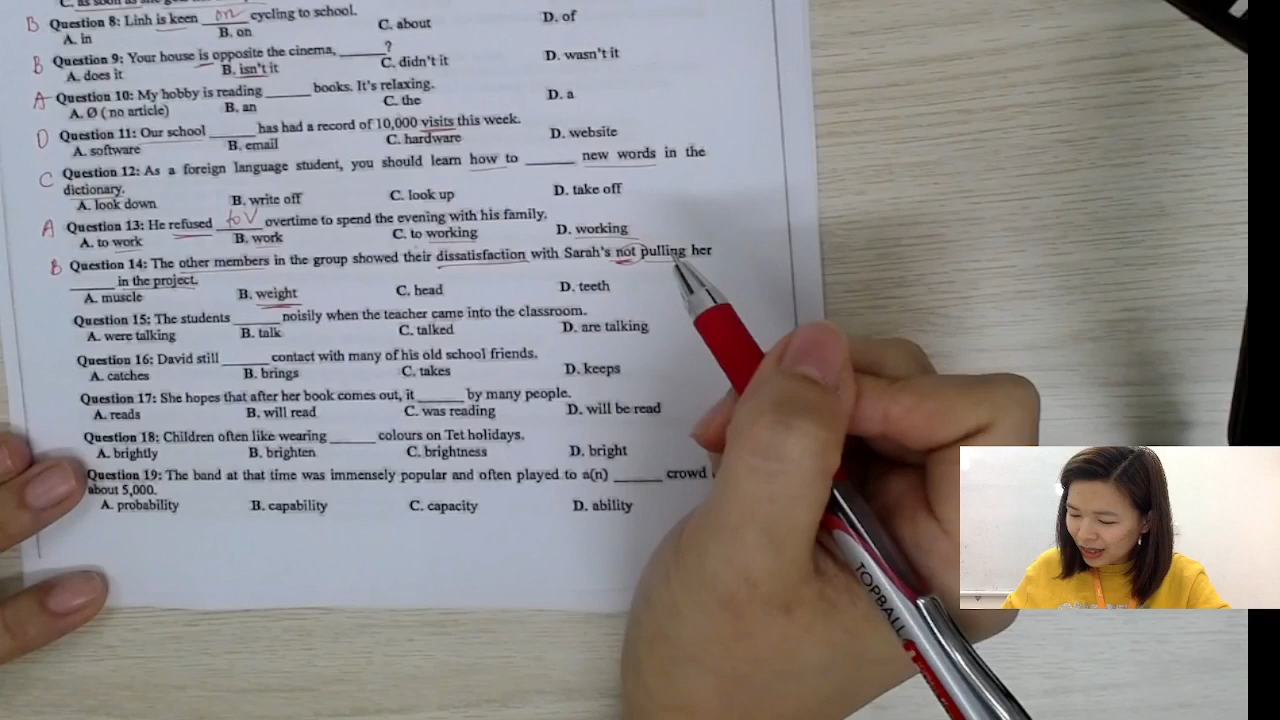 B Question 8: Linh is keen on cycling to school.
A. in B. on C. about D. of
B Question 9: Your house is opposite the cinema, ______?
A. does it B. isn't it C. didn't it D. wasn't it
A Question 10: My hobby is reading ______ books. It's relaxing.
A. Ø ( no article) B. an C. the D. a
D Question 11: Our school ______ has had a record of 10,000 visits this week.
A. software B. email C. hardware D. website
C Question 12: As a foreign language student, you should learn how to ______ new words in the
dictionary.
A. look down B. write off C. look up D. take off
A Question 13: He refused to V overtime to spend the evening with his family.
A. to work B. work C. to working D. working
B Question 14: The other members in the group showed their dissatisfaction with Sarah's not pulling her
______ in the project.
A. muscle B. weight C. head D. teeth
Question 15: The students ______ noisily when the teacher came into the classroom.
A. were talking B. talk C. talked D. are talking
Question 16: David still ______ contact with many of his old school friends.
A. catches B. brings C. takes D. keeps
Question 17: She hopes that after her book comes out, it ______ by many people.
A. reads B. will read C. was reading D. will be read
Question 18: Children often like wearing ______ colours on Tet holidays.
A. brightly B. brighten C. brightness D. bright
Question 19: The band at that time was immensely popular and often played to a(n) ______ crowd
about 5,000.
A. probability B. capability C. capacity D. ability
TOPBALL